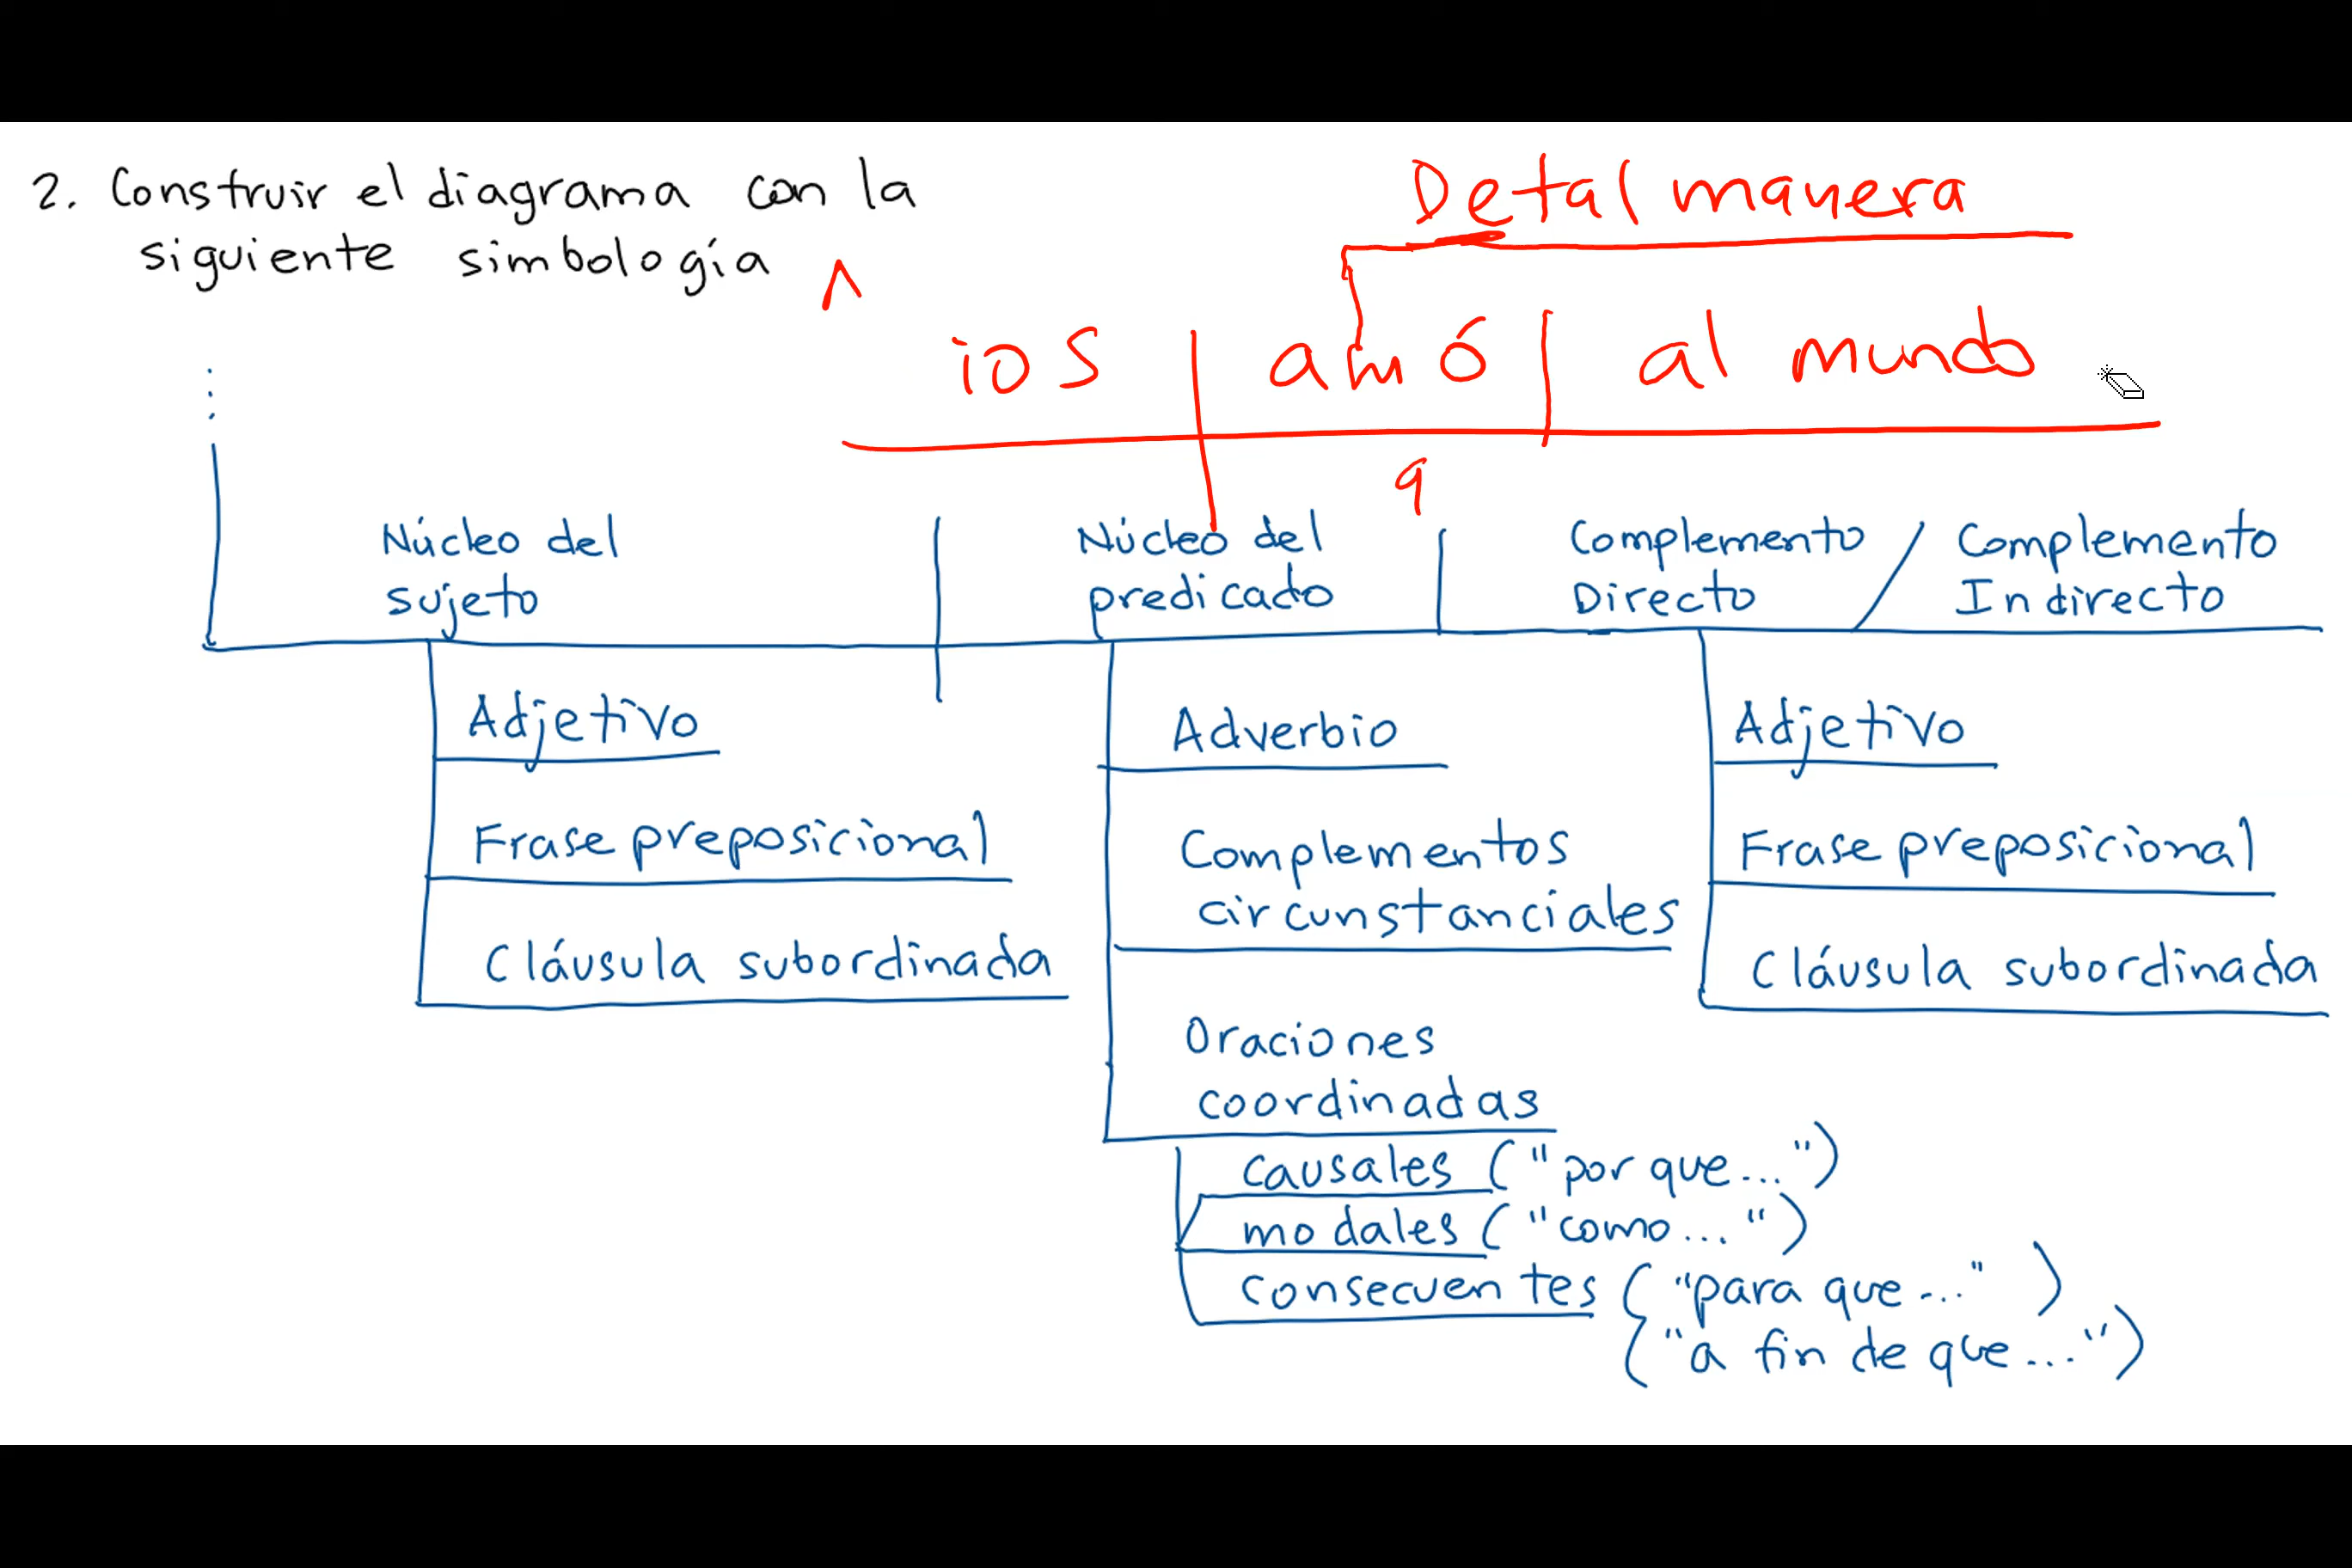 2. Construir el diagrama con la
siguiente simbología
De tal manera
ios | amó | al mundo
q
Núcleo del sujeto
Núcleo del predicado
Complemento Directo
Complemento Indirecto
Adjetivo
Frase preposicional
Cláusula subordinada
Adverbio
Complementos
circunstanciales
Oraciones
coordinadas
causales ("por que...")
modales ("como...")
consecuentes ("para que...")
("a fin de que...")
Adjetivo
Frase preposicional
Cláusula subordinada